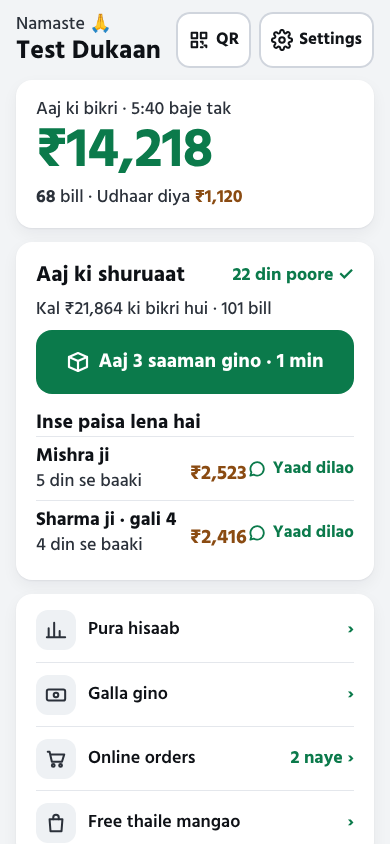 Namaste 🙏
Test Dukaan
QR
Settings
Aaj ki bikri · 5:40 baje tak
₹14,218
68 bill · Udhaar diya ₹1,120
Aaj ki shuruaat
22 din poore ✓
Kal ₹21,864 ki bikri hui · 101 bill
Aaj 3 saaman gino · 1 min
Inse paisa lena hai
Mishra ji
5 din se baaki
₹2,523
Yaad dilao
Sharma ji · gali 4
4 din se baaki
₹2,416
Yaad dilao
Pura hisaab ›
Galla gino ›
Online orders 2 naye ›
Free thaile mangao ›